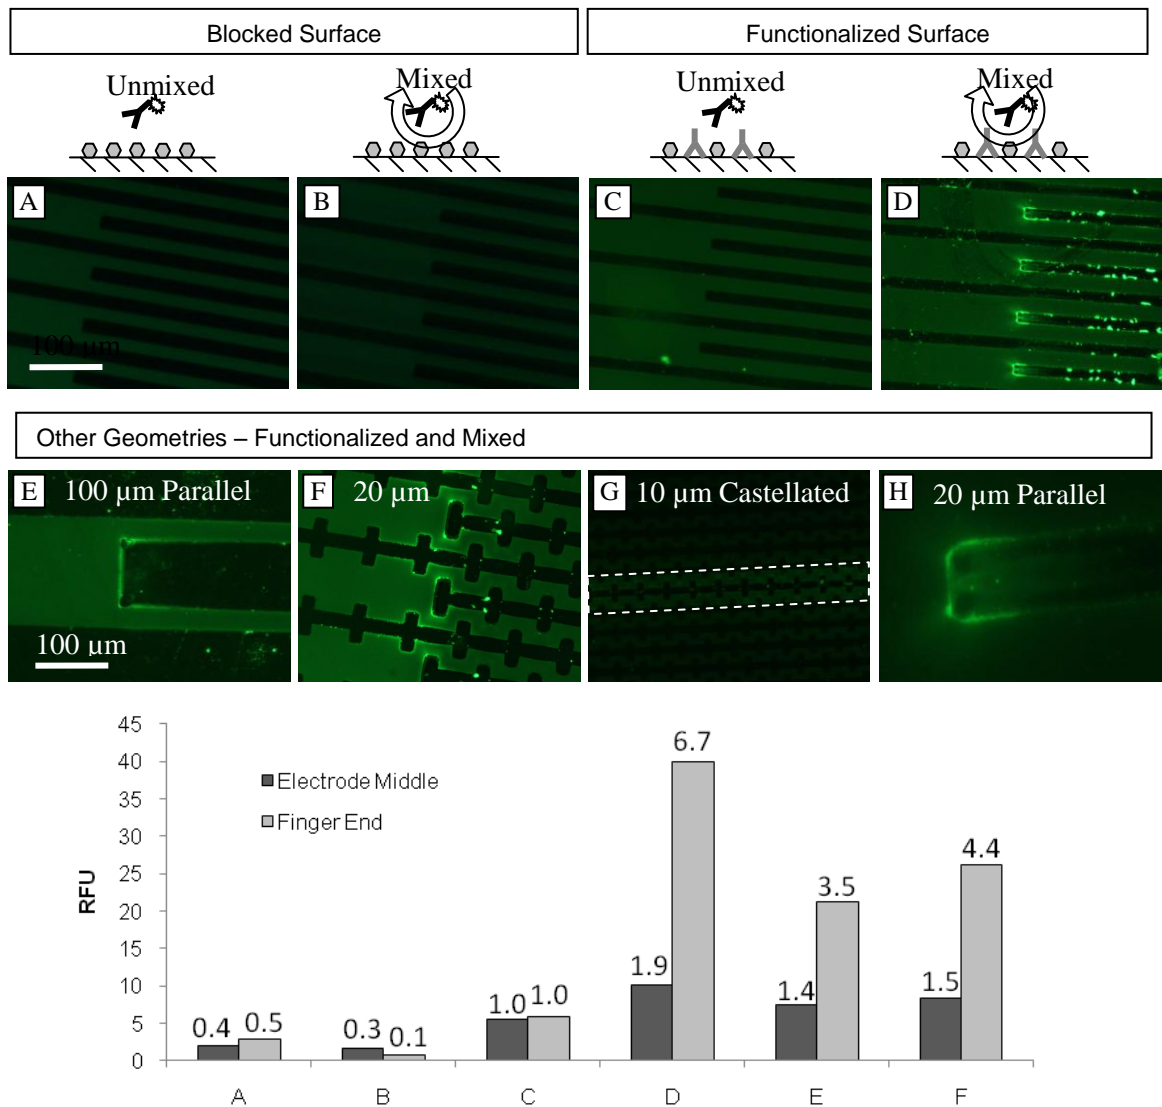 Blocked Surface
Functionalized Surface
Unmixed
Mixed
Unmixed
Mixed
A
B
C
D
100 µm
Other Geometries – Functionalized and Mixed
E
100 µm Parallel
F
20 µm
G
10 µm Castellated
H
20 µm Parallel
100 µm
45
40
35
30
25
20
15
10
5
0
RFU
Electrode Middle
Finger End
0.4
0.5
0.3
0.1
1.0
1.0
1.9
6.7
1.4
3.5
1.5
4.4
A
B
C
D
E
F